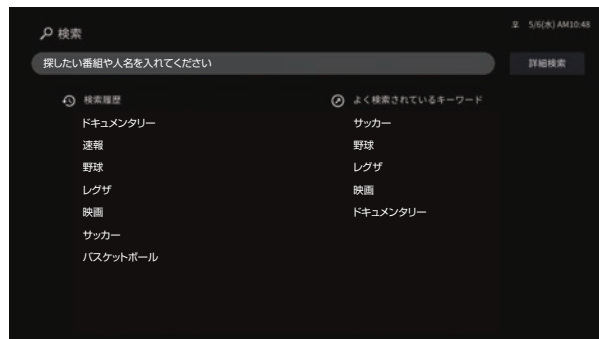 5/6(水) AM10:48
検索
探したい番組や人名を入れてください
詳細検索
検索履歴
ドキュメンタリー
速報
野球
レグザ
映画
サッカー
バスケットボール
よく検索されているキーワード
サッカー
野球
レグザ
映画
ドキュメンタリー